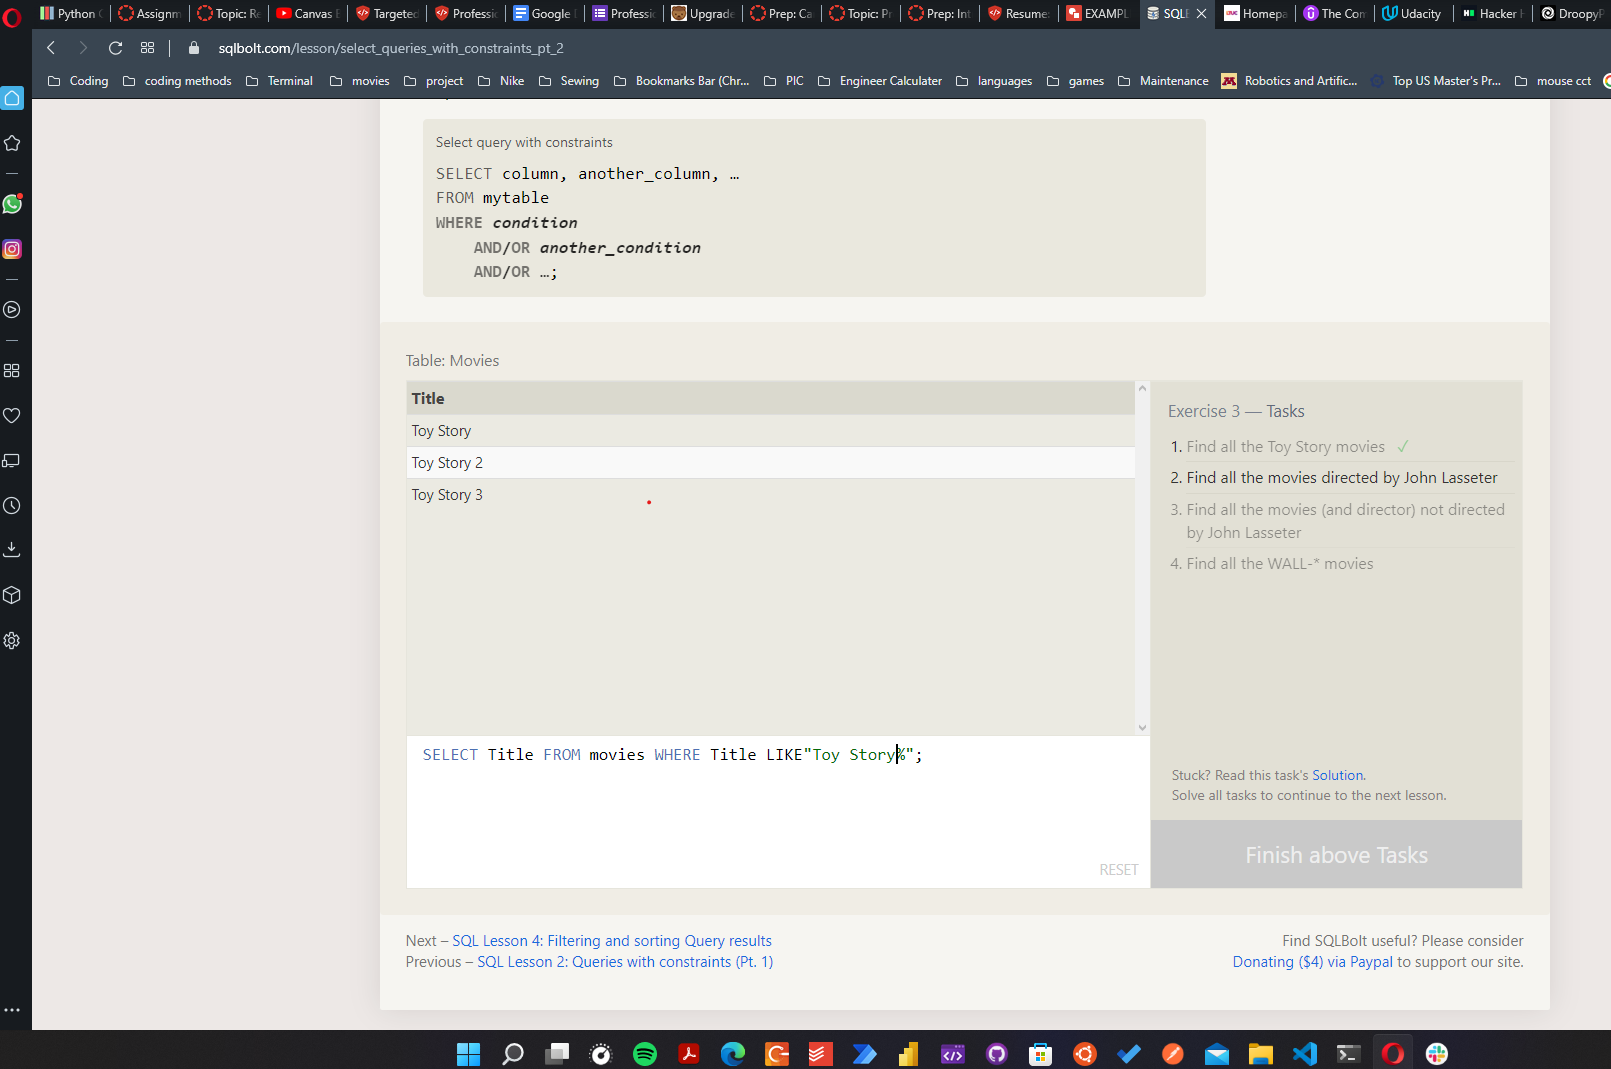 Python
Assignm
Topic: Re
Canvas
Targeted
Professio
Google
Professio
Upgrade
Prep: Ca
Topic: Pr
Prep: Int
Resume:
EXAMPL
SQL
Homepa
The Com
Udacity
Hacker
DroopyP
sqlbolt.com/lesson/select_queries_with_constraints_pt_2
Coding
coding methods
Terminal
movies
project
Nike
Sewing
Bookmarks Bar (Chr...
PIC
Engineer Calculater
languages
games
Maintenance
Robotics and Artific...
Top US Master's Pr...
mouse cct
Select query with constraints
SELECT column, another_column, …
FROM mytable
WHERE condition
AND/OR another_condition
AND/OR …;
Table: Movies
Title
Toy Story
Toy Story 2
Toy Story 3
SELECT Title FROM movies WHERE Title LIKE"Toy Story%";
RESET
Exercise 3 — Tasks
1. Find all the Toy Story movies ✓
2. Find all the movies directed by John Lasseter
3. Find all the movies (and director) not directed
by John Lasseter
4. Find all the WALL-* movies
Stuck? Read this task's Solution.
Solve all tasks to continue to the next lesson.
Finish above Tasks
Next – SQL Lesson 4: Filtering and sorting Query results
Previous – SQL Lesson 2: Queries with constraints (Pt. 1)
Find SQLBolt useful? Please consider
Donating ($4) via Paypal to support our site.